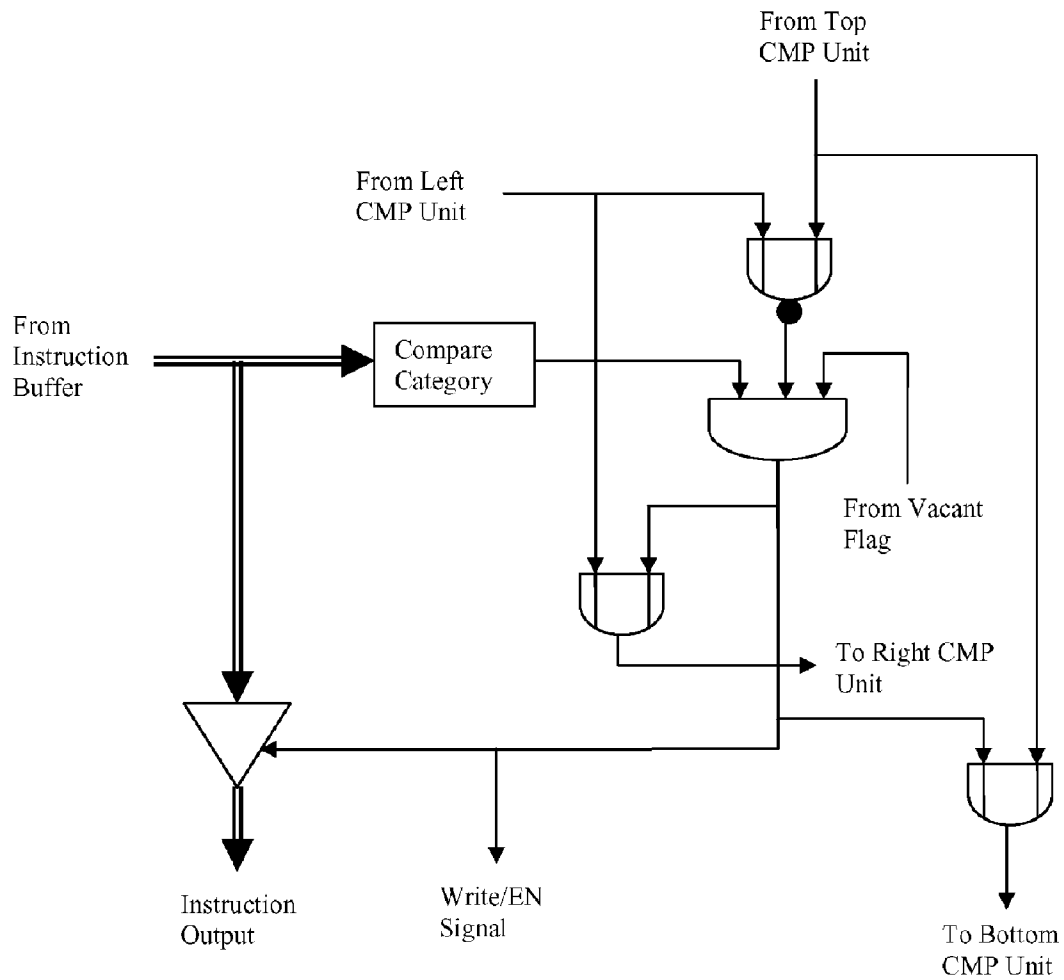 From Top
CMP Unit
From Left
CMP Unit
From
Instruction
Buffer
Compare
Category
From Vacant
Flag
To Right CMP
Unit
Instruction
Output
Write/EN
Signal
To Bottom
CMP Unit